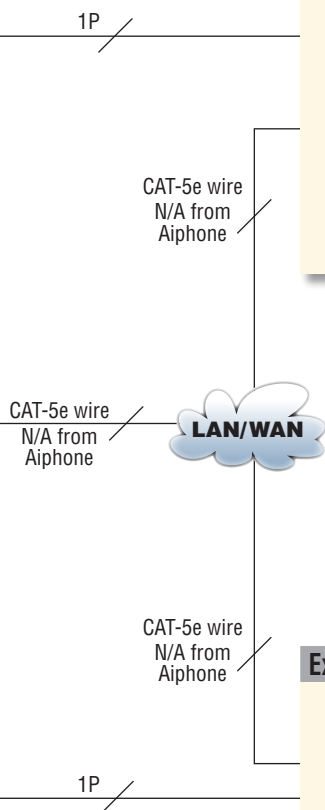 1P
CAT-5e wire
N/A from
Aiphone
CAT-5e wire
N/A from
Aiphone
LAN/WAN
CAT-5e wire
N/A from
Aiphone
1P